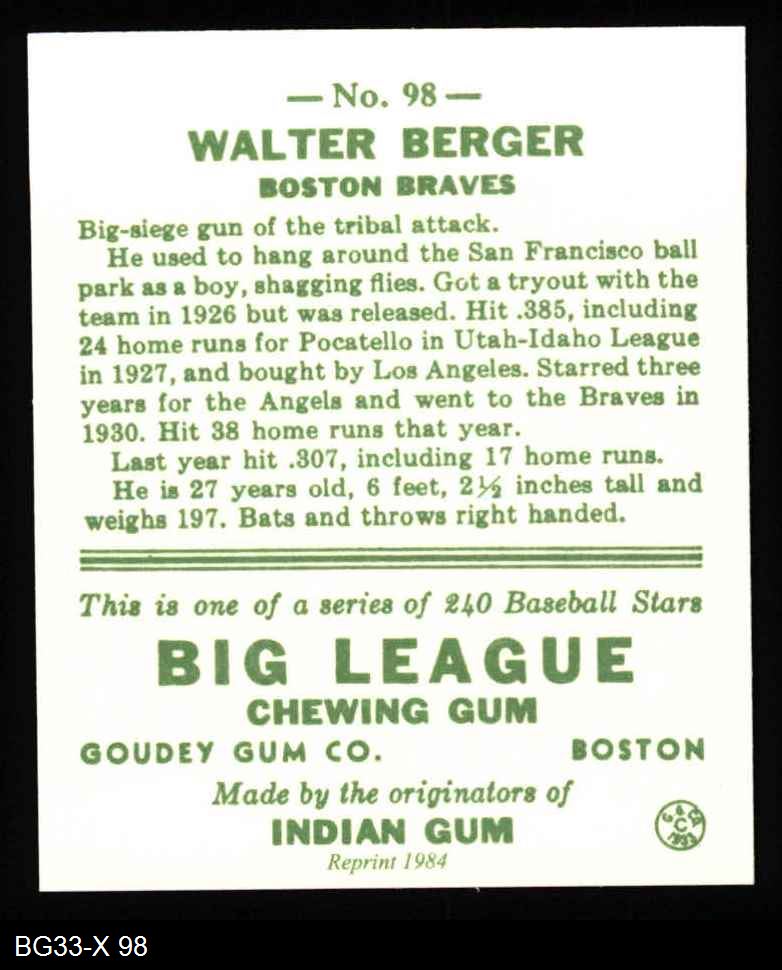 — No. 98 —
WALTER BERGER
BOSTON BRAVES
Big-siege gun of the tribal attack.
He used to hang around the San Francisco ball
park as a boy, shagging flies. Got a tryout with the
team in 1926 but was released. Hit .385, including
24 home runs for Pocatello in Utah-Idaho League
in 1927, and bought by Los Angeles. Starred three
years for the Angels and went to the Braves in
1930. Hit 38 home runs that year.
Last year hit .307, including 17 home runs.
He is 27 years old, 6 feet, 2½ inches tall and
weighs 197. Bats and throws right handed.
This is one of a series of 240 Baseball Stars
BIG LEAGUE
CHEWING GUM
GOUDEY GUM CO. BOSTON
Made by the originators of
INDIAN GUM
G & Co
C
1933
Reprint 1984
BG33-X 98